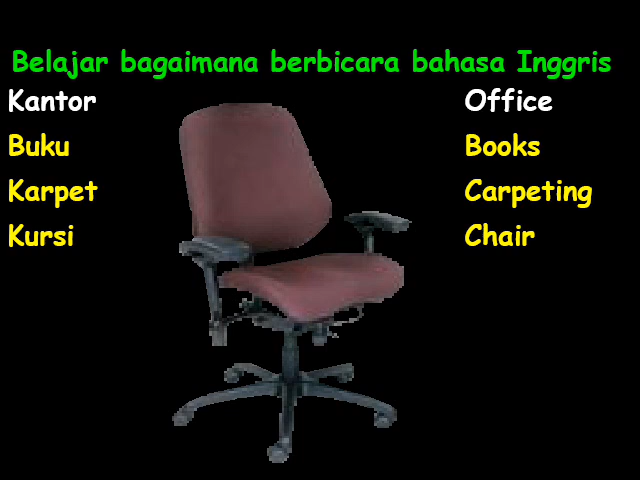 Belajar bagaimana berbicara bahasa Inggris
Kantor Office
Buku Books
Karpet Carpeting
Kursi Chair